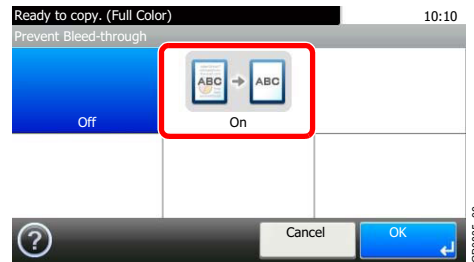 Ready to copy. (Full Color) 10:10
Prevent Bleed-through
ABC ABC
Off On
? Cancel OK